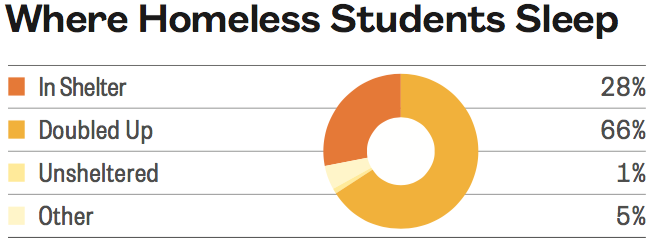 Where Homeless Students Sleep
In Shelter 28%
Doubled Up 66%
Unsheltered 1%
Other 5%